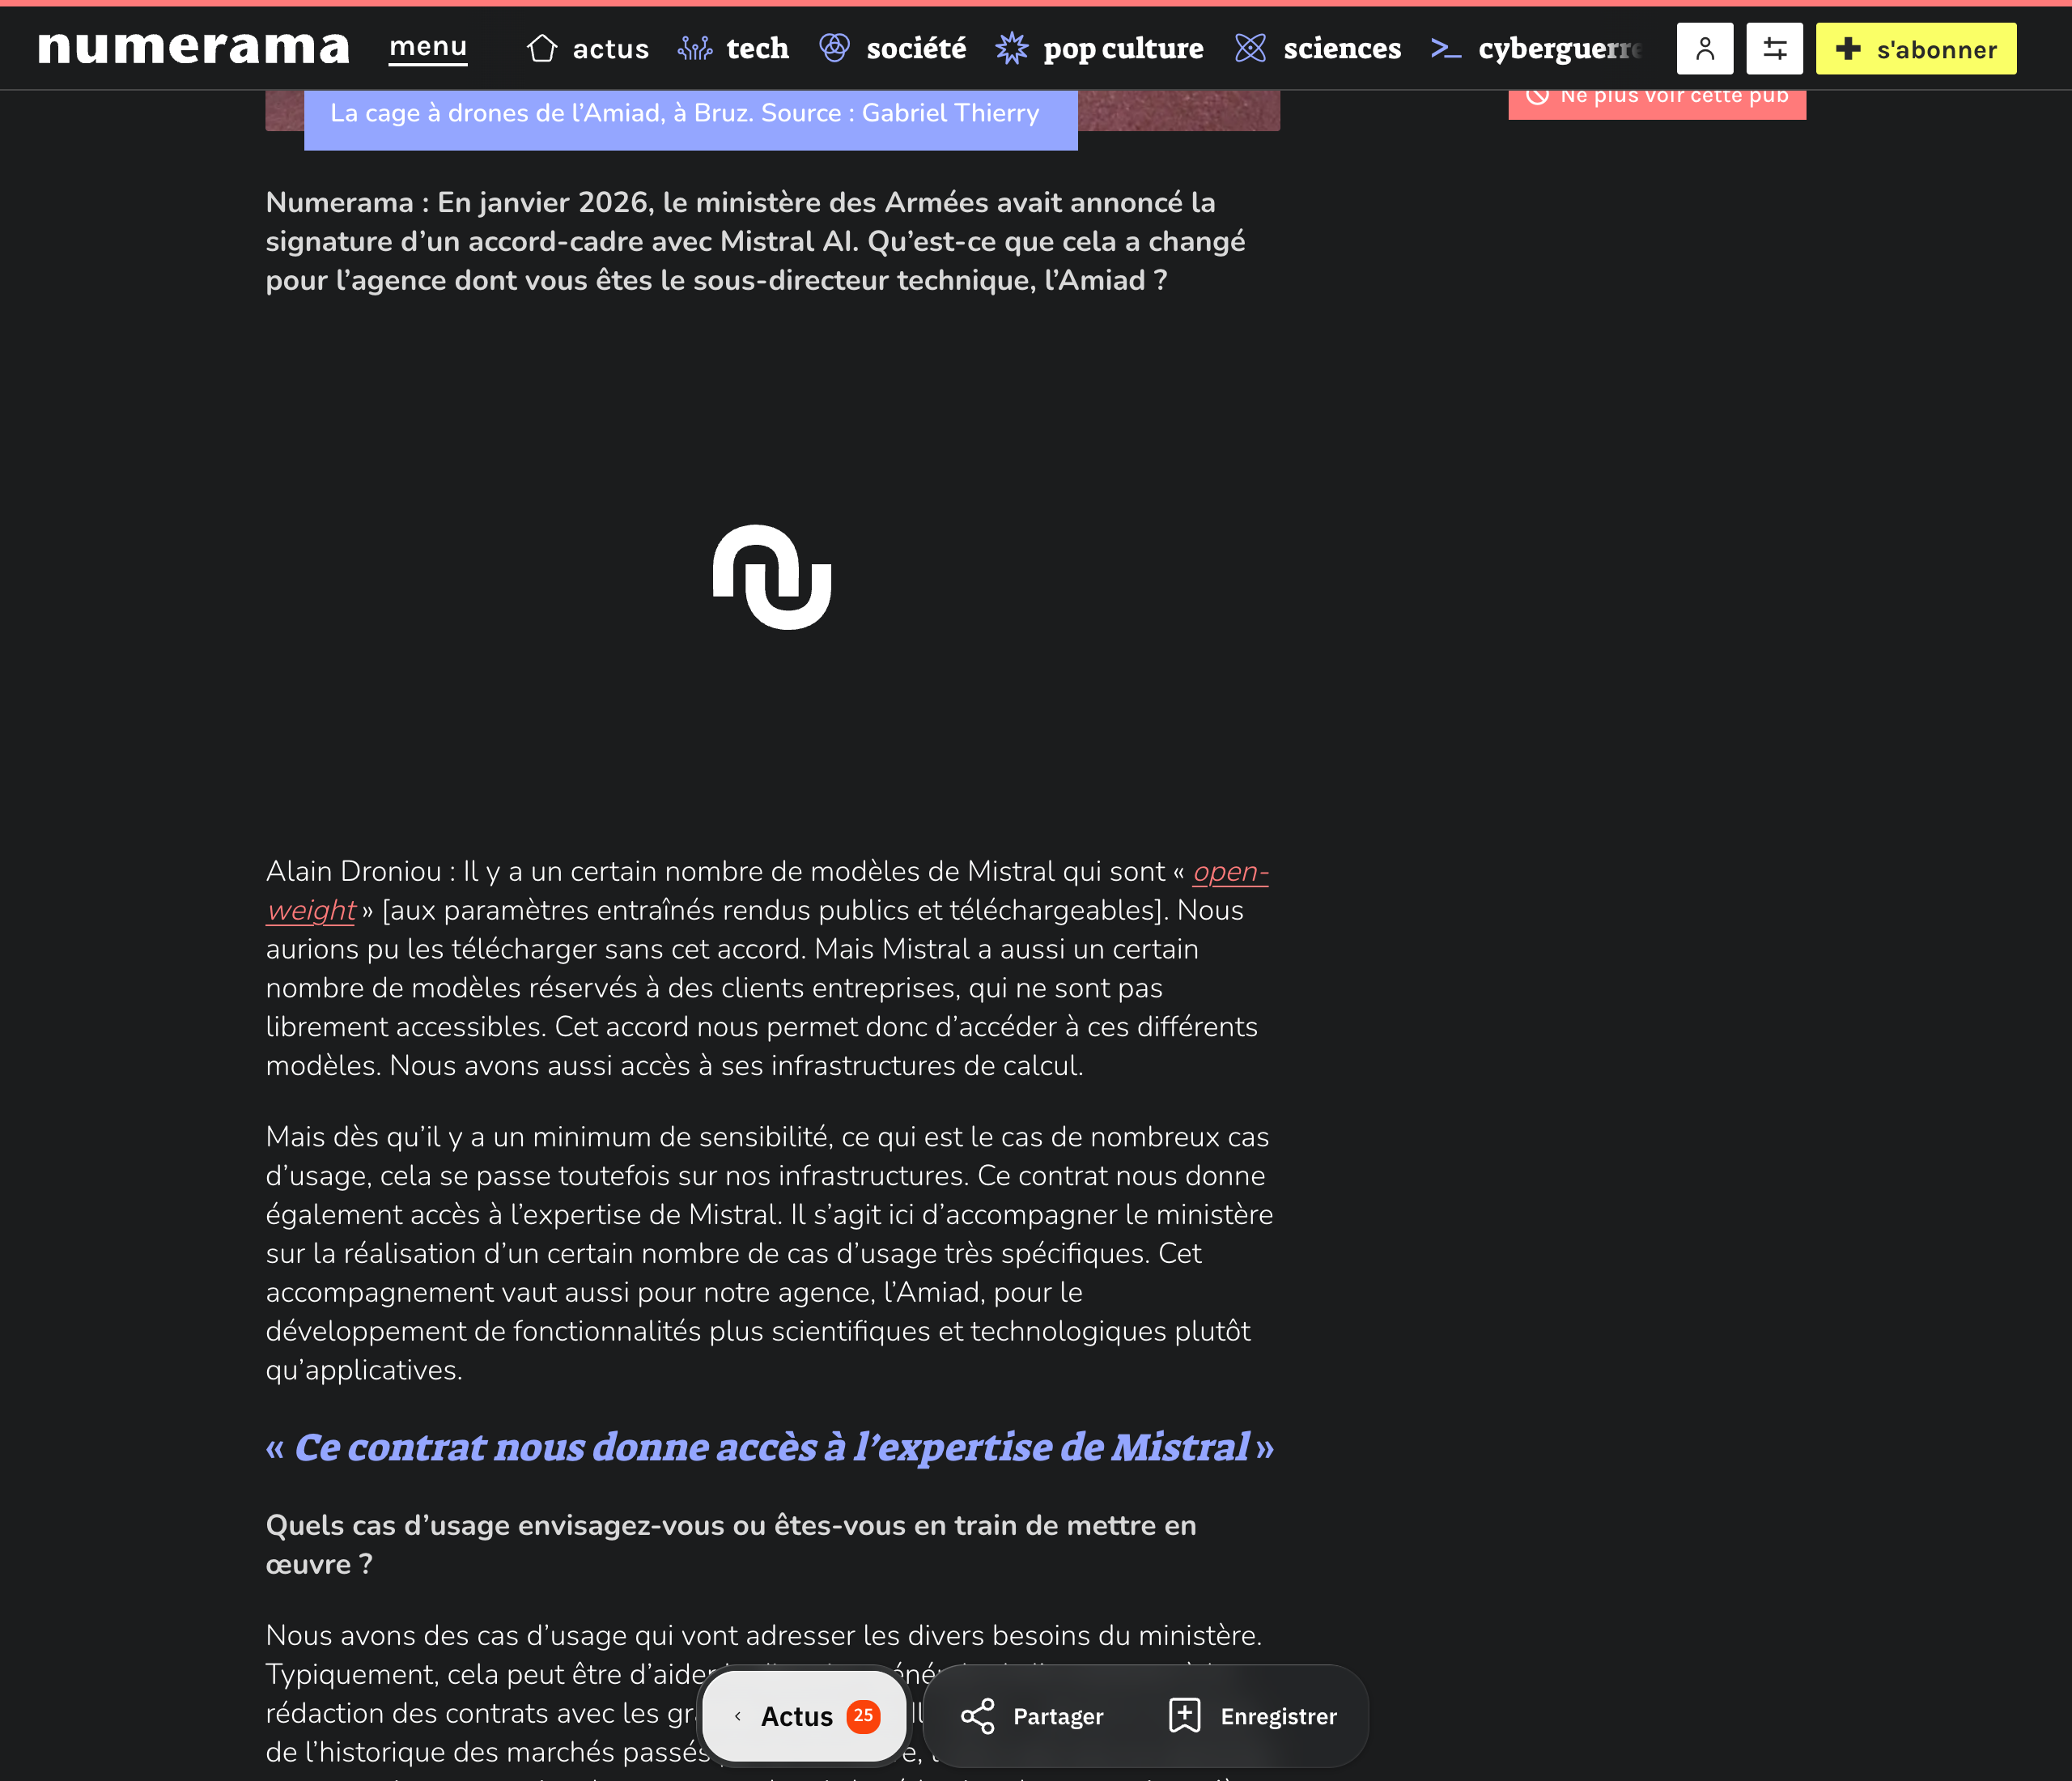 numerama
menu
actus
tech
société
pop culture
sciences
cyberguerre
s'abonner
La cage à drones de l’Amiad, à Bruz. Source : Gabriel Thierry
Ne plus voir cette pub
Numerama : En janvier 2026, le ministère des Armées avait annoncé la
signature d’un accord-cadre avec Mistral AI. Qu’est-ce que cela a changé
pour l’agence dont vous êtes le sous-directeur technique, l’Amiad ?
Alain Droniou : Il y a un certain nombre de modèles de Mistral qui sont « open-
weight » [aux paramètres entraînés rendus publics et téléchargeables]. Nous
aurions pu les télécharger sans cet accord. Mais Mistral a aussi un certain
nombre de modèles réservés à des clients entreprises, qui ne sont pas
librement accessibles. Cet accord nous permet donc d’accéder à ces différents
modèles. Nous avons aussi accès à ses infrastructures de calcul.
Mais dès qu’il y a un minimum de sensibilité, ce qui est le cas de nombreux cas
d’usage, cela se passe toutefois sur nos infrastructures. Ce contrat nous donne
également accès à l’expertise de Mistral. Il s’agit ici d’accompagner le ministère
sur la réalisation d’un certain nombre de cas d’usage très spécifiques. Cet
accompagnement vaut aussi pour notre agence, l’Amiad, pour le
développement de fonctionnalités plus scientifiques et technologiques plutôt
qu’applicatives.
« Ce contrat nous donne accès à l’expertise de Mistral »
Quels cas d’usage envisagez-vous ou êtes-vous en train de mettre en
œuvre ?
Nous avons des cas d’usage qui vont adresser les divers besoins du ministère.
Typiquement, cela peut être d’aider
rédaction des contrats avec les
de l’historique des marchés passés
Actus 25
Partager
Enregistrer